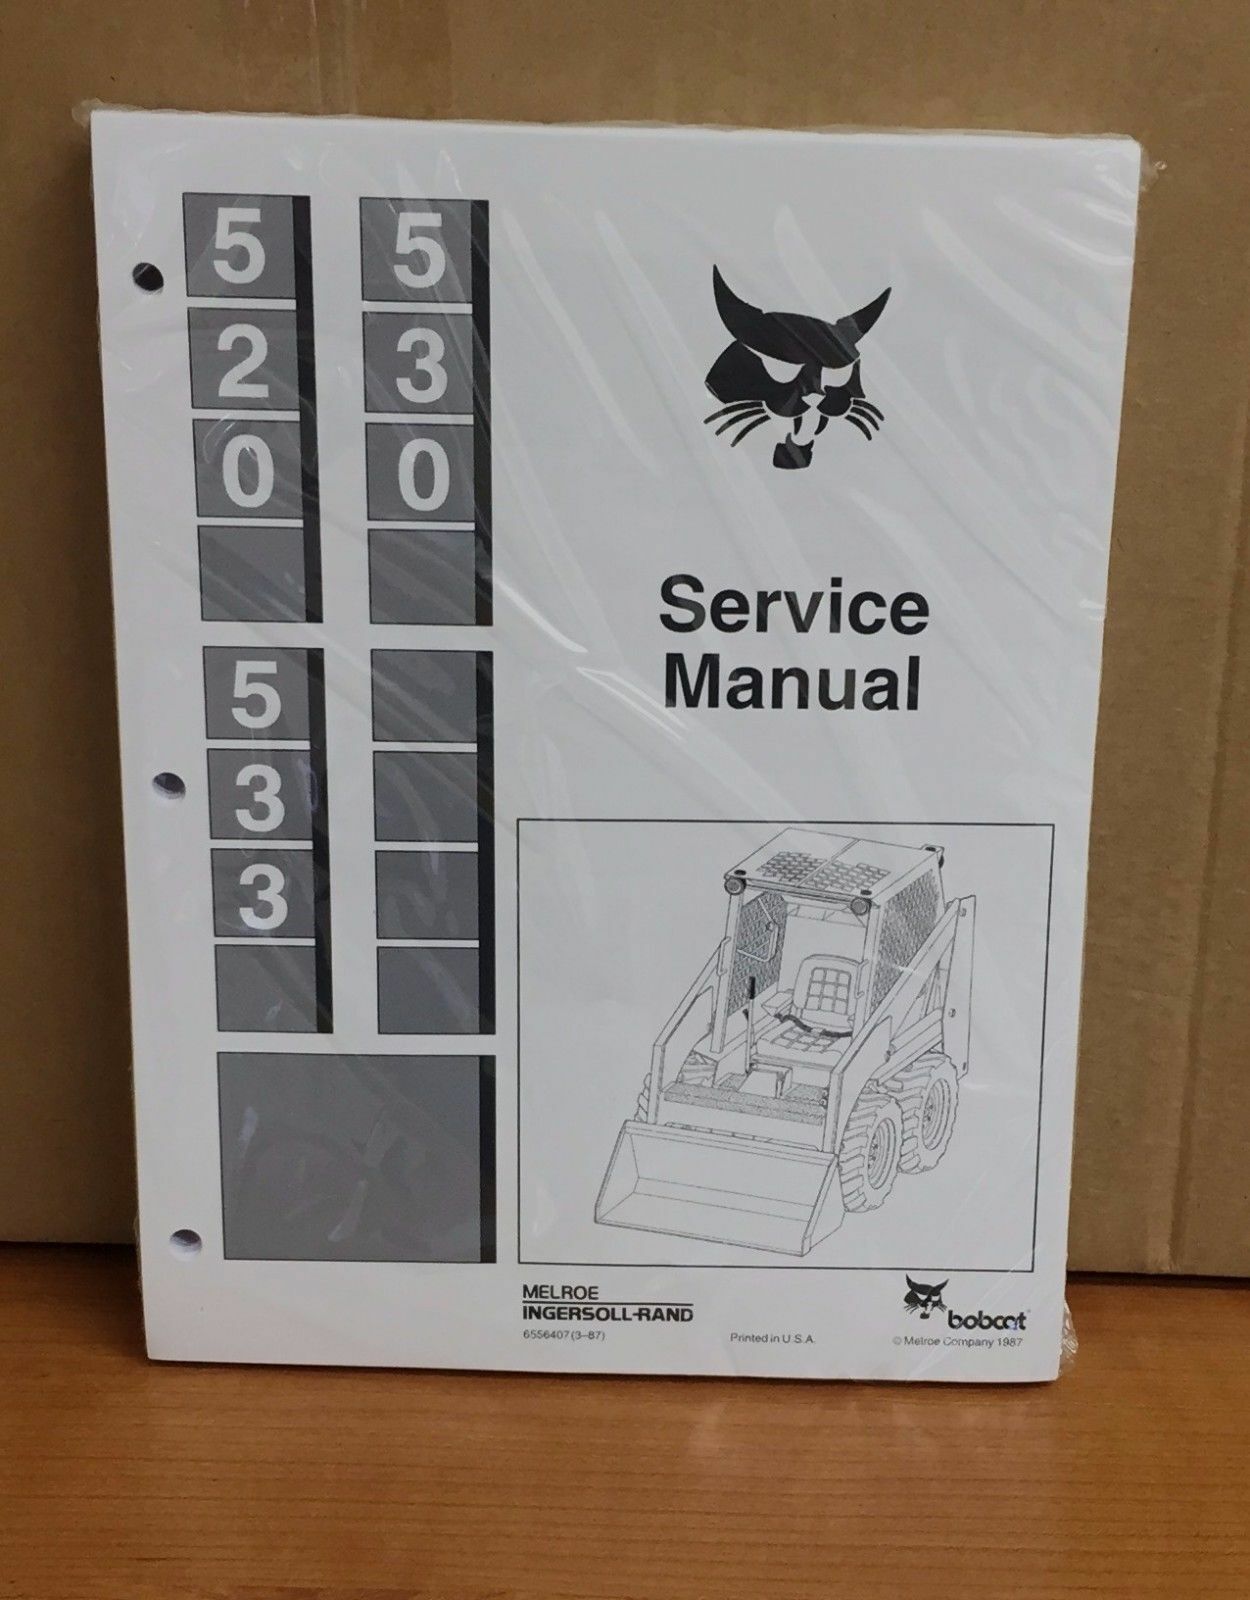 5 5
2 3
0 0
5
3
3
Service
Manual
MELROE
INGERSOLL-RAND
6556407 (3–87)
Printed in U.S.A.
bobcat®
© Melroe Company 1987